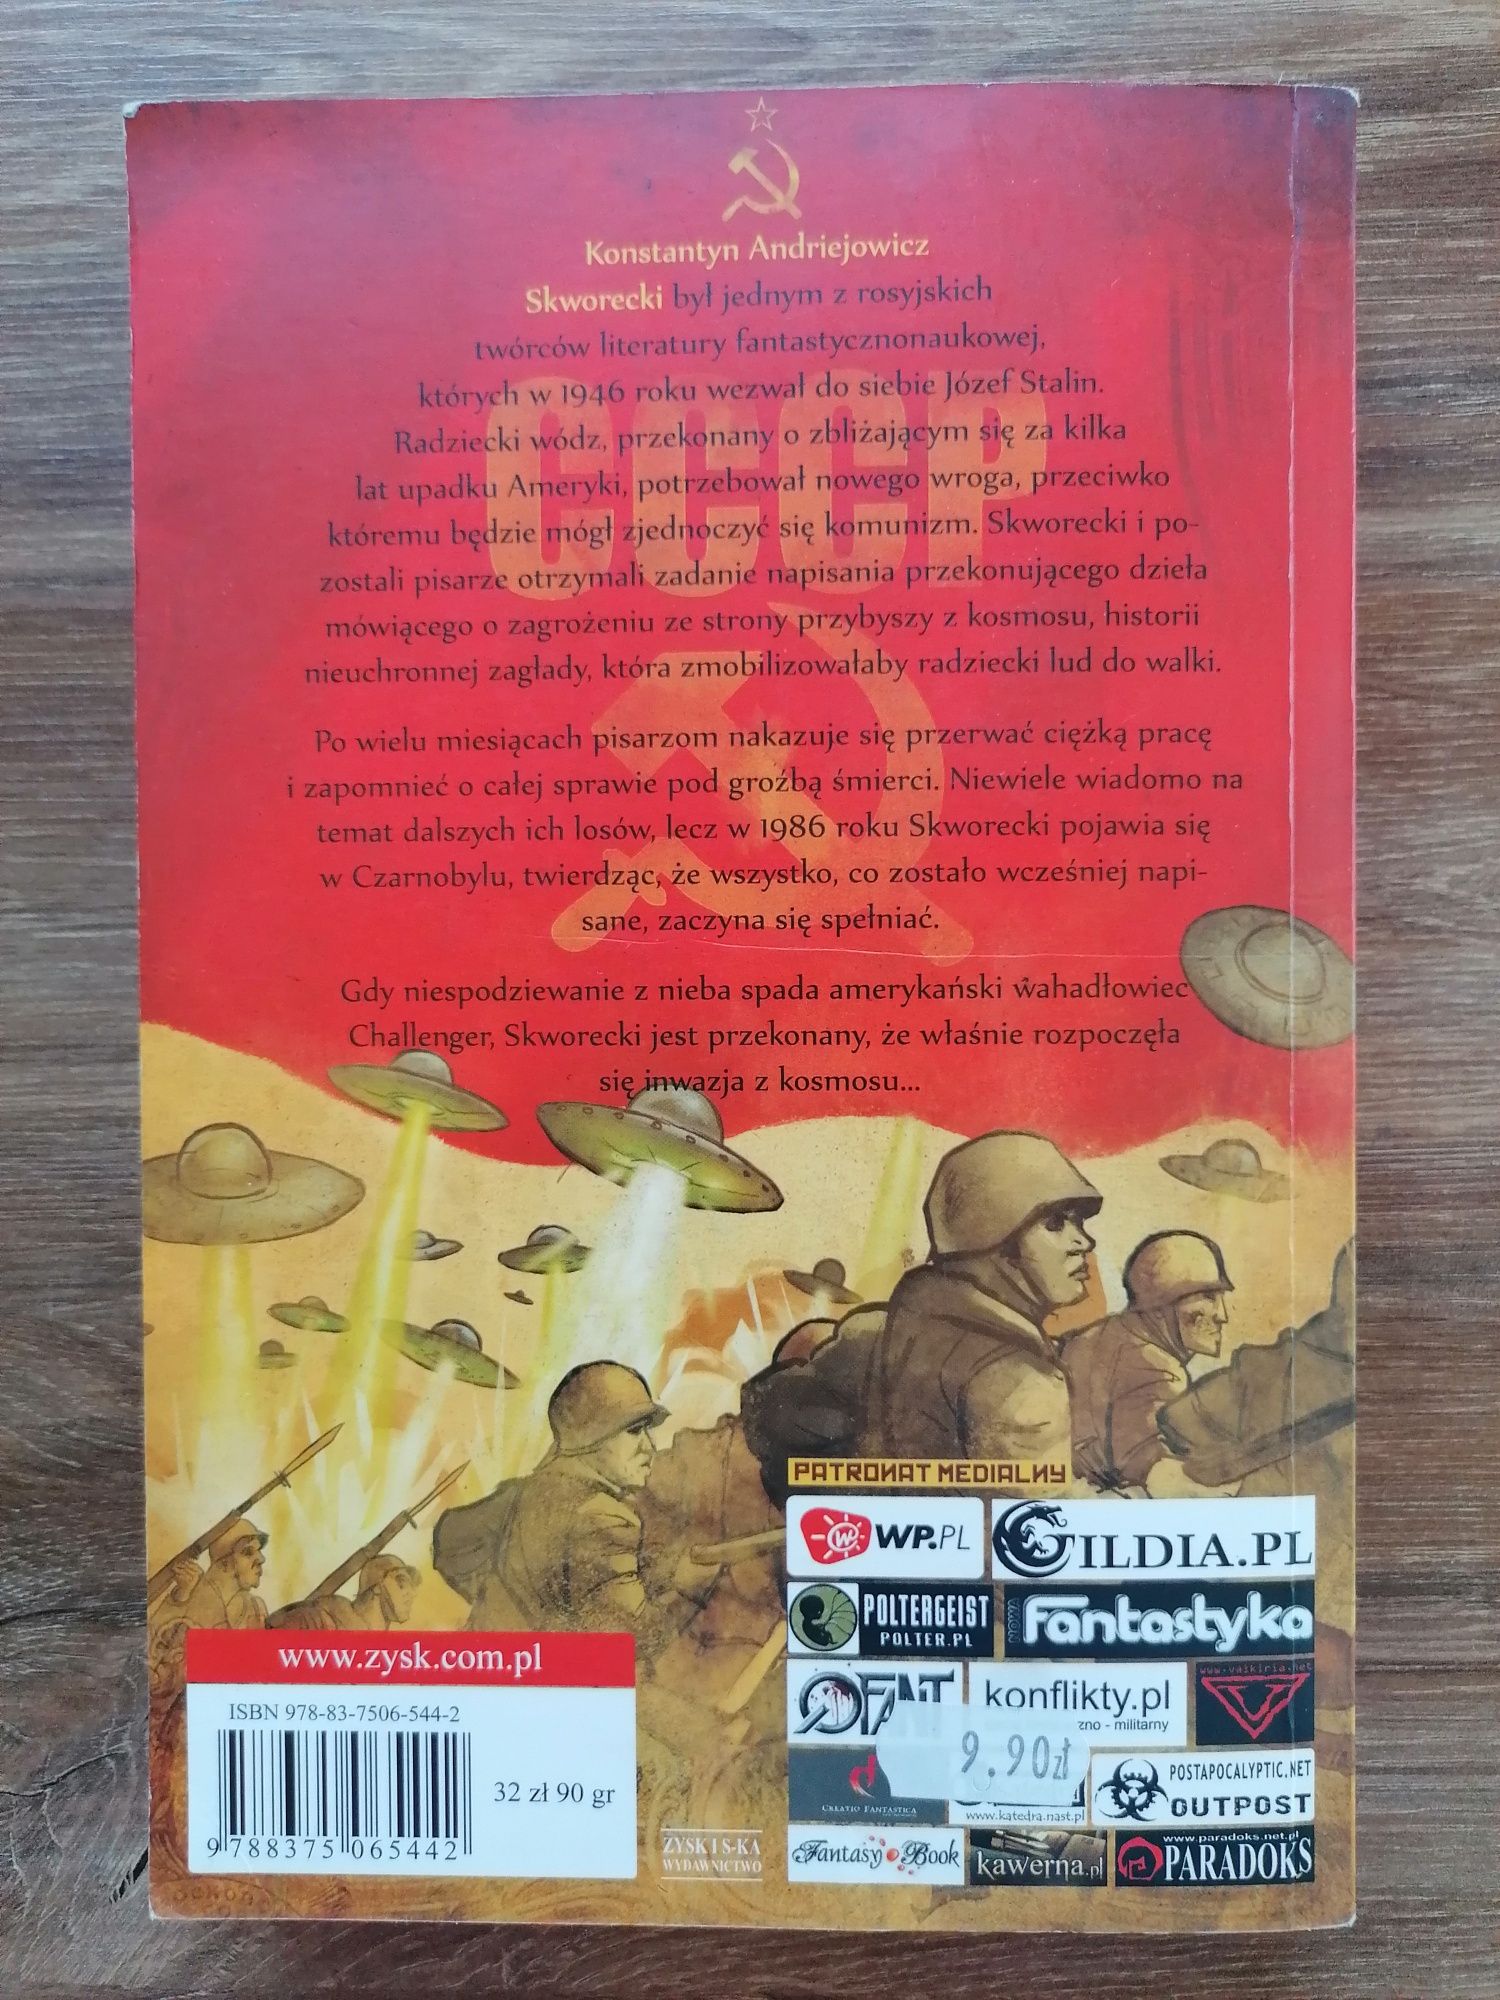 Konstantyn Andriejowicz
Skworecki był jednym z rosyjskich
twórców literatury fantastycznonaukowej,
których w 1946 roku wezwał do siebie Józef Stalin.
Radziecki wódz, przekonany o zbliżającym się za kilka
lat upadku Ameryki, potrzebował nowego wroga, przeciwko
któremu będzie mógł zjednoczyć się komunizm. Skworecki i po-
zostali pisarze otrzymali zadanie napisania przekonującego dzieła
mówiącego o zagrożeniu ze strony przybyszy z kosmosu, historii
nieuchronnej zagłady, która zmobilizowałaby radziecki lud do walki.
Po wielu miesiącach pisarzom nakazuje się przerwać ciężką pracę
i zapomnieć o całej sprawie pod groźbą śmierci. Niewiele wiadomo na
temat dalszych ich losów, lecz w 1986 roku Skworecki pojawia się
w Czarnobylu, twierdząc, że wszystko, co zostało wcześniej napi-
sane, zaczyna się spełniać.
Gdy niespodziewanie z nieba spada amerykański wahadłowiec
Challenger, Skworecki jest przekonany, że właśnie rozpoczęła
się inwazja z kosmosu...
CCCP
PATRONAT MEDIALNY
WP.PL
GILDIA.PL
POLTERGEIST
POLTER.PL
NOWA Fantastyka
FANT
konflikty.pl
zno - militarny
www.valkiria.net
9.90zł
CREATIO FANTASTICA
www.katedra.nast.pl
POSTAPOCALYPTIC.NET
OUTPOST
Fantasy Book
kawerna.pl
www.paradoks.net.pl
PARADOKS
www.zysk.com.pl
ISBN 978-83-7506-544-2
32 zł 90 gr
9 788375 065442
ZYSK I S-KA
WYDAWNICTWO